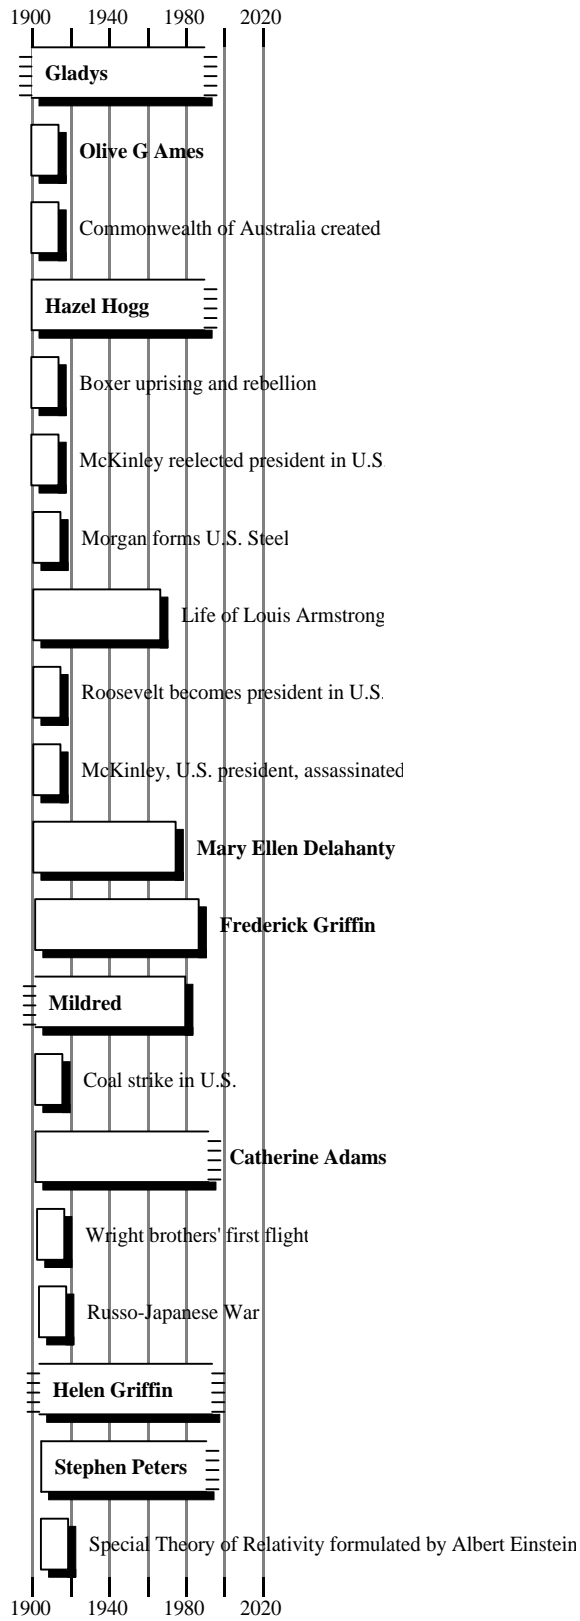 1900 1940 1980 2020
Gladys
Olive G Ames
Commonwealth of Australia created
Hazel Hogg
Boxer uprising and rebellion
McKinley reelected president in U.S.
Morgan forms U.S. Steel
Life of Louis Armstrong
Roosevelt becomes president in U.S.
McKinley, U.S. president, assassinated
Mary Ellen Delahanty
Frederick Griffin
Mildred
Coal strike in U.S.
Catherine Adams
Wright brothers' first flight
Russo-Japanese War
Helen Griffin
Stephen Peters
Special Theory of Relativity formulated by Albert Einstein
1900 1940 1980 2020